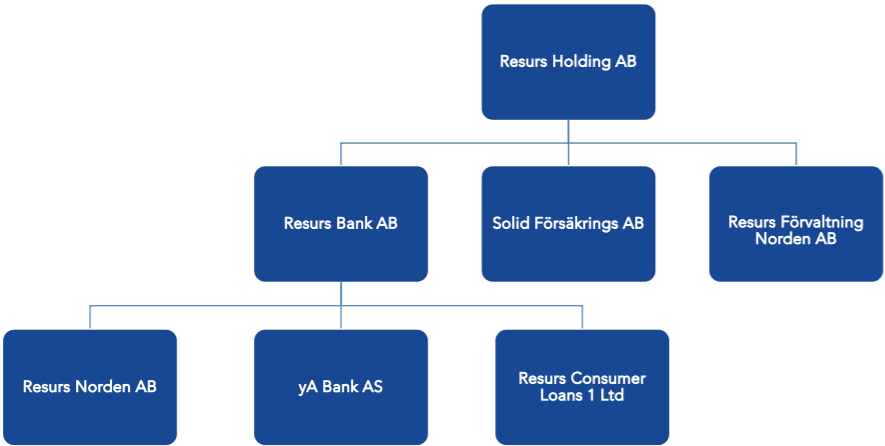 Resurs Holding AB
Resurs Bank AB
Solid Försäkrings AB
Resurs Förvaltning
Norden AB
Resurs Norden AB
yA Bank AS
Resurs Consumer
Loans 1 Ltd